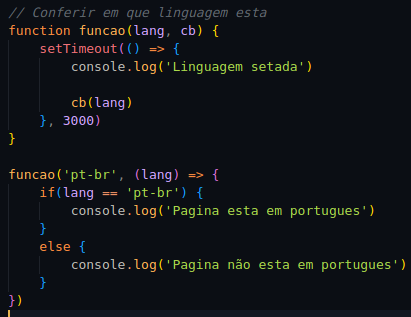 // Conferir em que linguagem esta
function funcao(lang, cb) {
    setTimeout(() => {
        console.log('Linguagem setada')

        cb(lang)
    }, 3000)
}

funcao('pt-br', (lang) => {
    if(lang == 'pt-br') {
        console.log('Pagina esta em portugues')
    }
    else {
        console.log('Pagina não esta em portugues')
    }
})